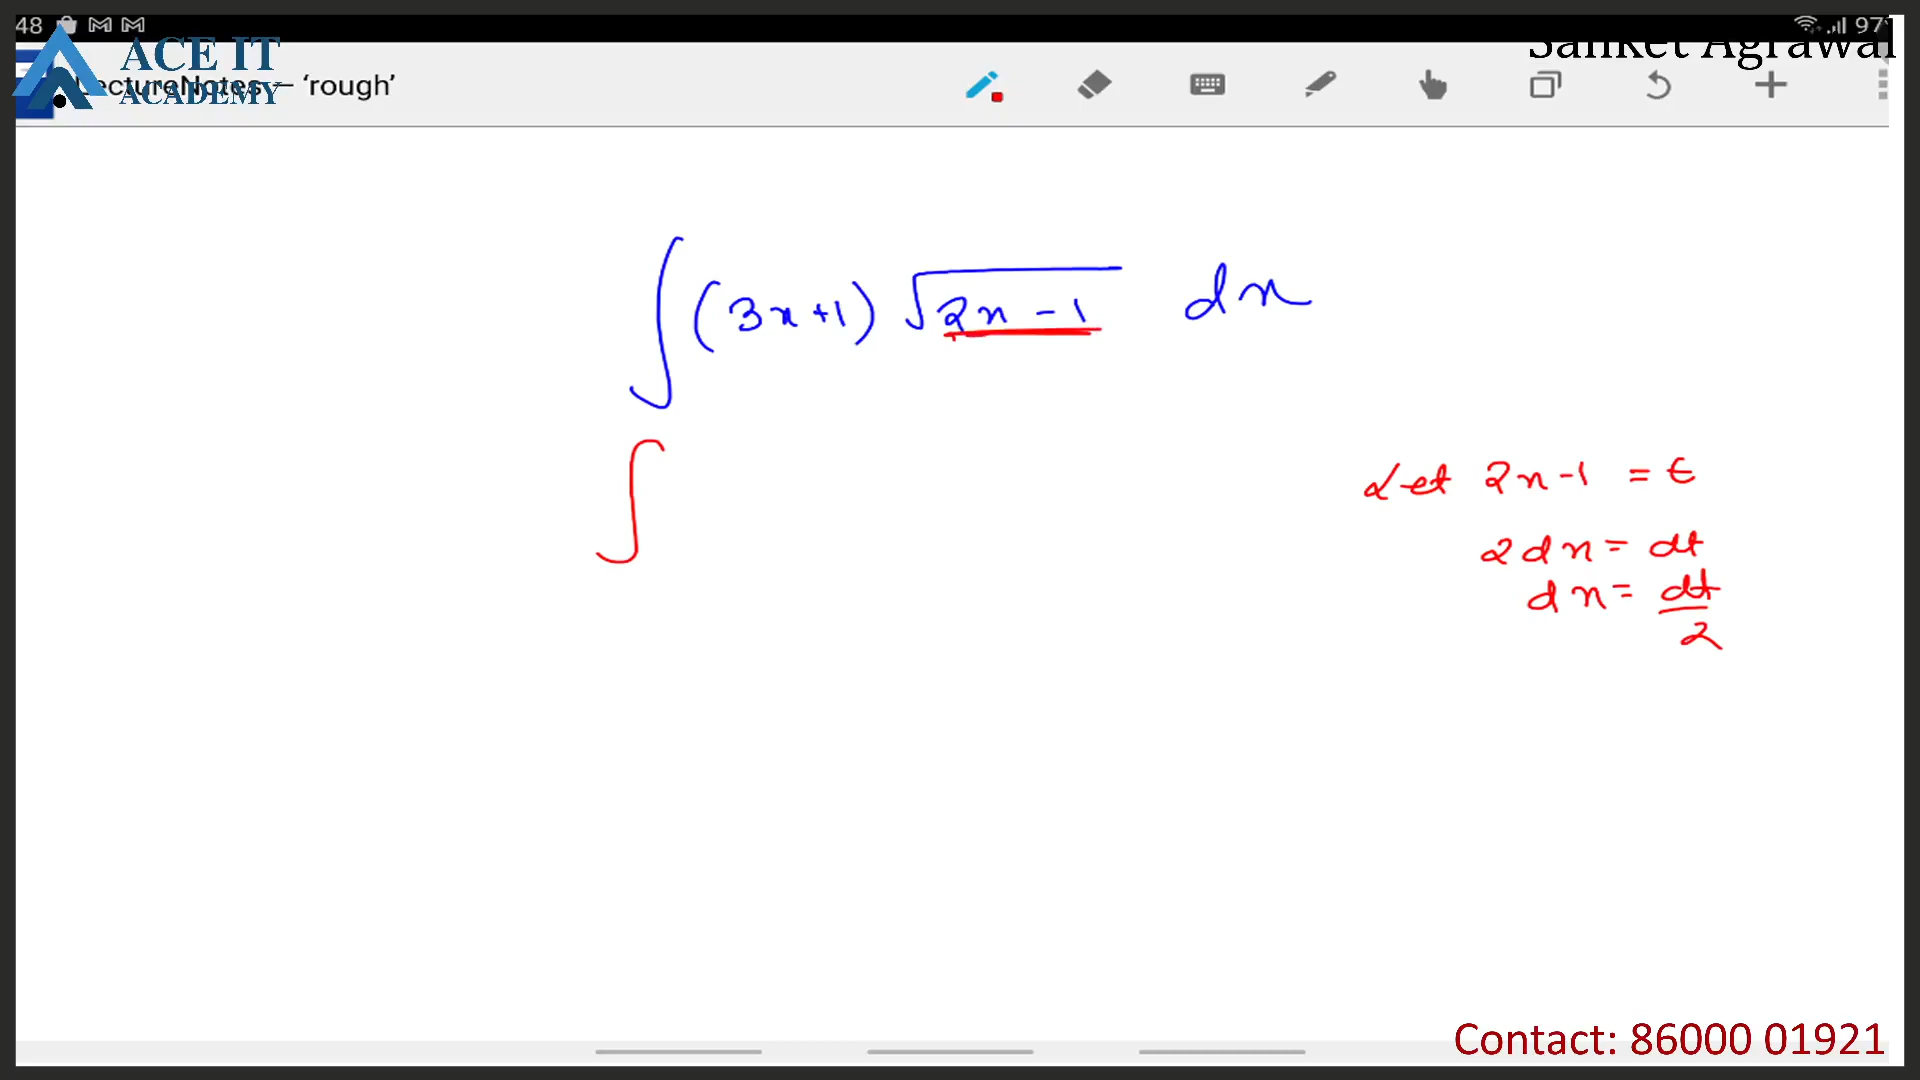 48 97
ACE IT
ACADEMY
LectureNotes – ‘rough’
Sanket Agrawal
∫ (3x+1) √(2x-1) dx
∫
Let 2x-1 = t
2dx = dt
dx = dt/2
Contact: 86000 01921